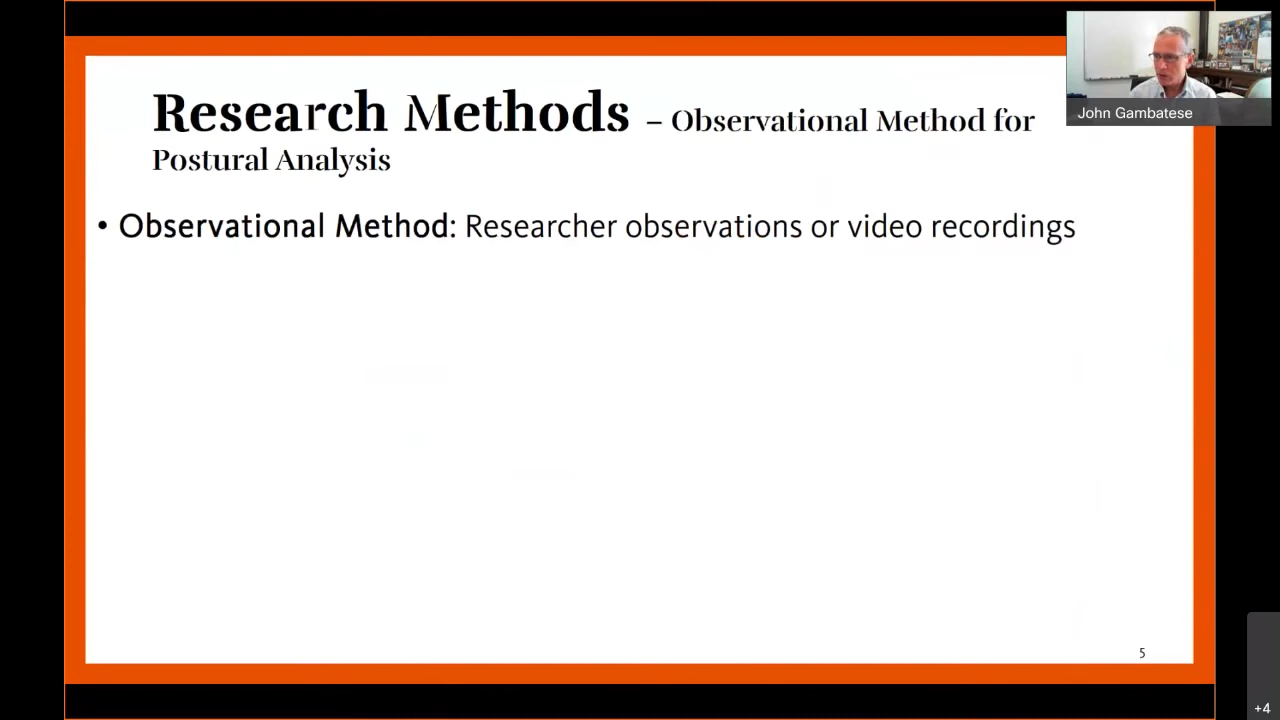 Research Methods – Observational Method for
Postural Analysis
John Gambatese
• Observational Method: Researcher observations or video recordings
5
+4